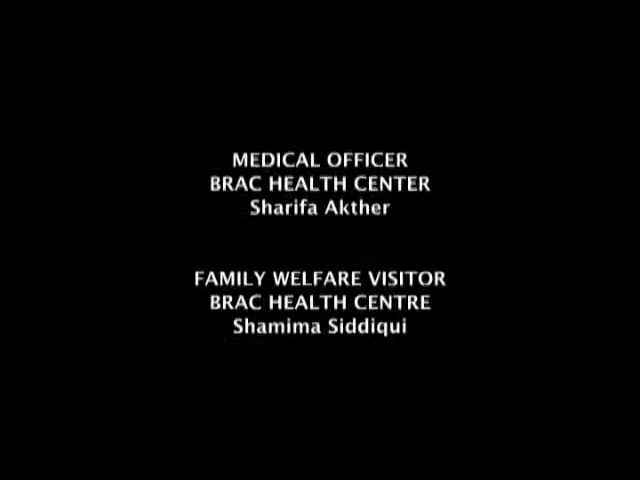 MEDICAL OFFICER
BRAC HEALTH CENTER
Sharifa Akther
FAMILY WELFARE VISITOR
BRAC HEALTH CENTRE
Shamima Siddiqui